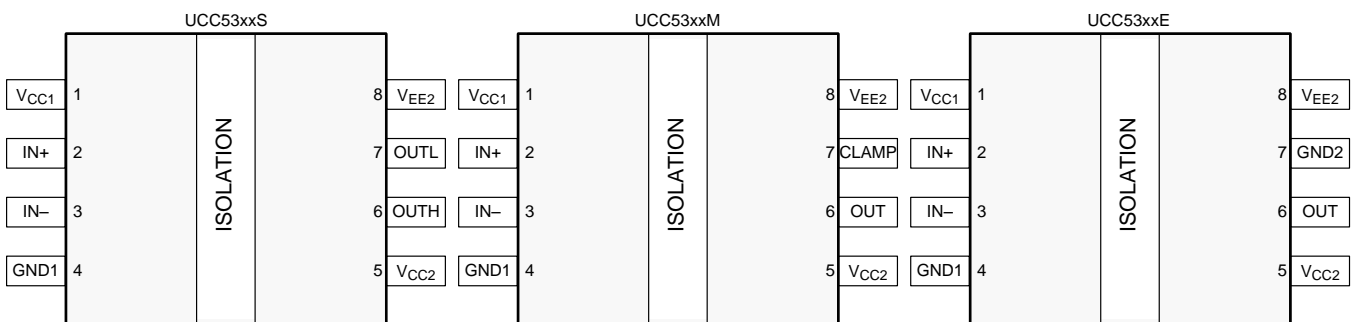 UCC53xxS
VCC1 1
IN+ 2
IN– 3
GND1 4
ISOLATION
8 VEE2
7 OUTL
6 OUTH
5 VCC2
UCC53xxM
VCC1 1
IN+ 2
IN– 3
GND1 4
ISOLATION
8 VEE2
7 CLAMP
6 OUT
5 VCC2
UCC53xxE
VCC1 1
IN+ 2
IN– 3
GND1 4
ISOLATION
8 VEE2
7 GND2
6 OUT
5 VCC2